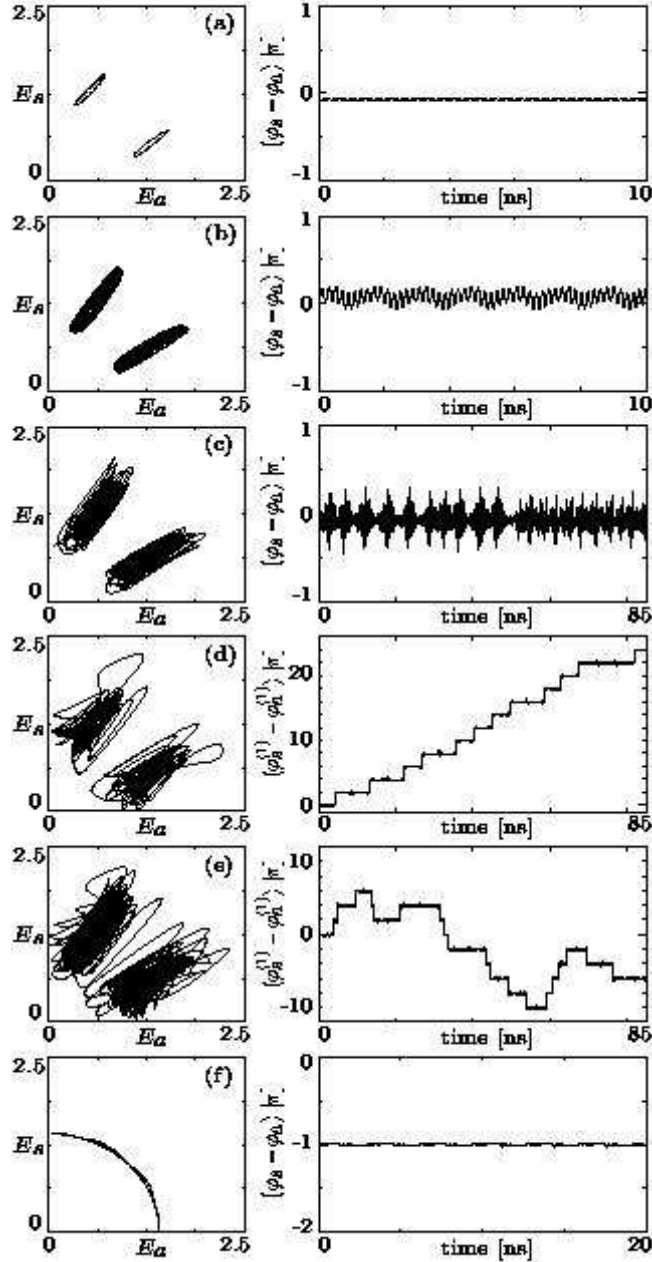 2.5
(a)
E_s
0
0
E_a
2.5
1
0
-1
(φ_s − φ_a) [π]
0
time [ns]
10
2.5
(b)
E_s
0
0
E_a
2.5
1
0
-1
(φ_s − φ_a) [π]
0
time [ns]
10
2.5
(c)
E_s
0
0
E_a
2.5
1
0
-1
(φ_s − φ_a) [π]
0
time [ns]
85
2.5
(d)
E_s
0
0
E_a
2.5
20
10
0
(φ_s^(1) − φ_a^(1)) [π]
0
time [ns]
85
2.5
(e)
E_s
0
0
E_a
2.5
10
0
-10
(φ_s^(1) − φ_a^(1)) [π]
0
time [ns]
85
2.5
(f)
E_s
0
0
E_a
2.5
0
-1
-2
(φ_s − φ_a) [π]
0
time [ns]
20